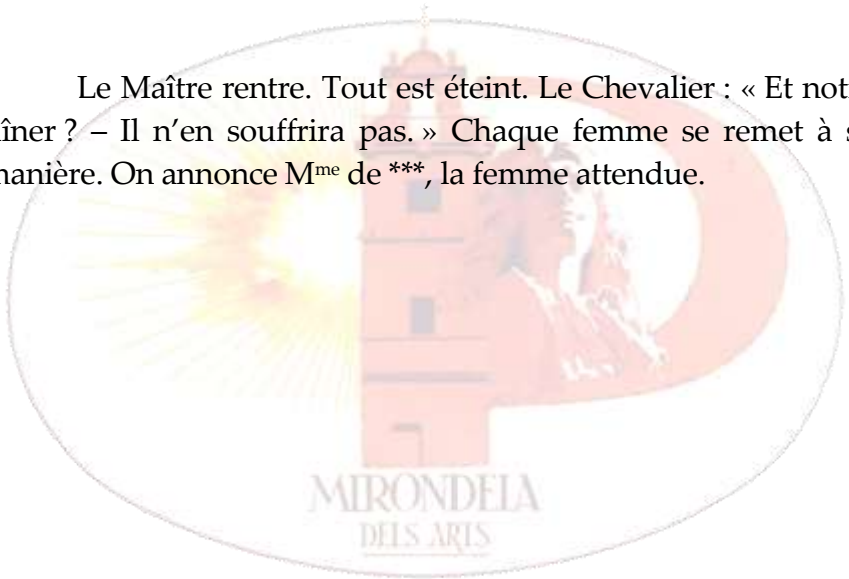 Le Maître rentre. Tout est éteint. Le Chevalier : « Et not
îner ? – Il n’en souffrira pas. » Chaque femme se remet à s
manière. On annonce Mme de ***, la femme attendue.
MIRONDELA
DELS ARTS